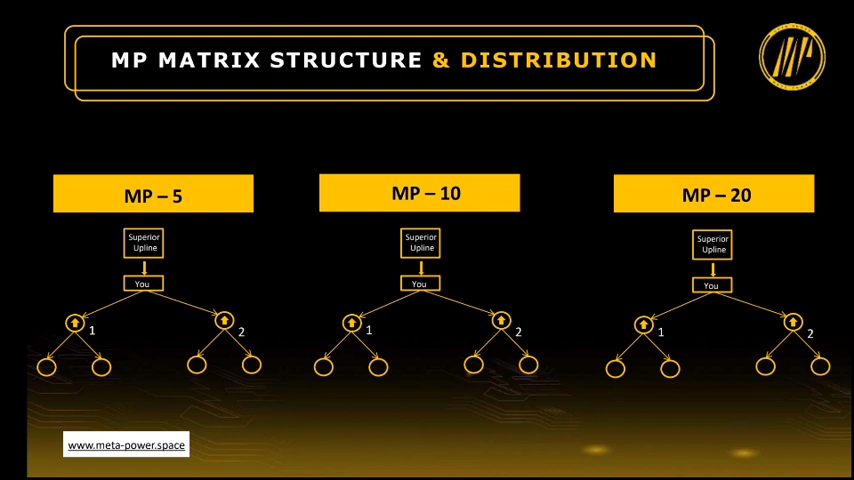 MP MATRIX STRUCTURE & DISTRIBUTION
MP
MP – 5
MP – 10
MP – 20
Superior
Upline
You
1
2
Superior
Upline
You
1
2
Superior
Upline
You
1
2
www.meta-power.space